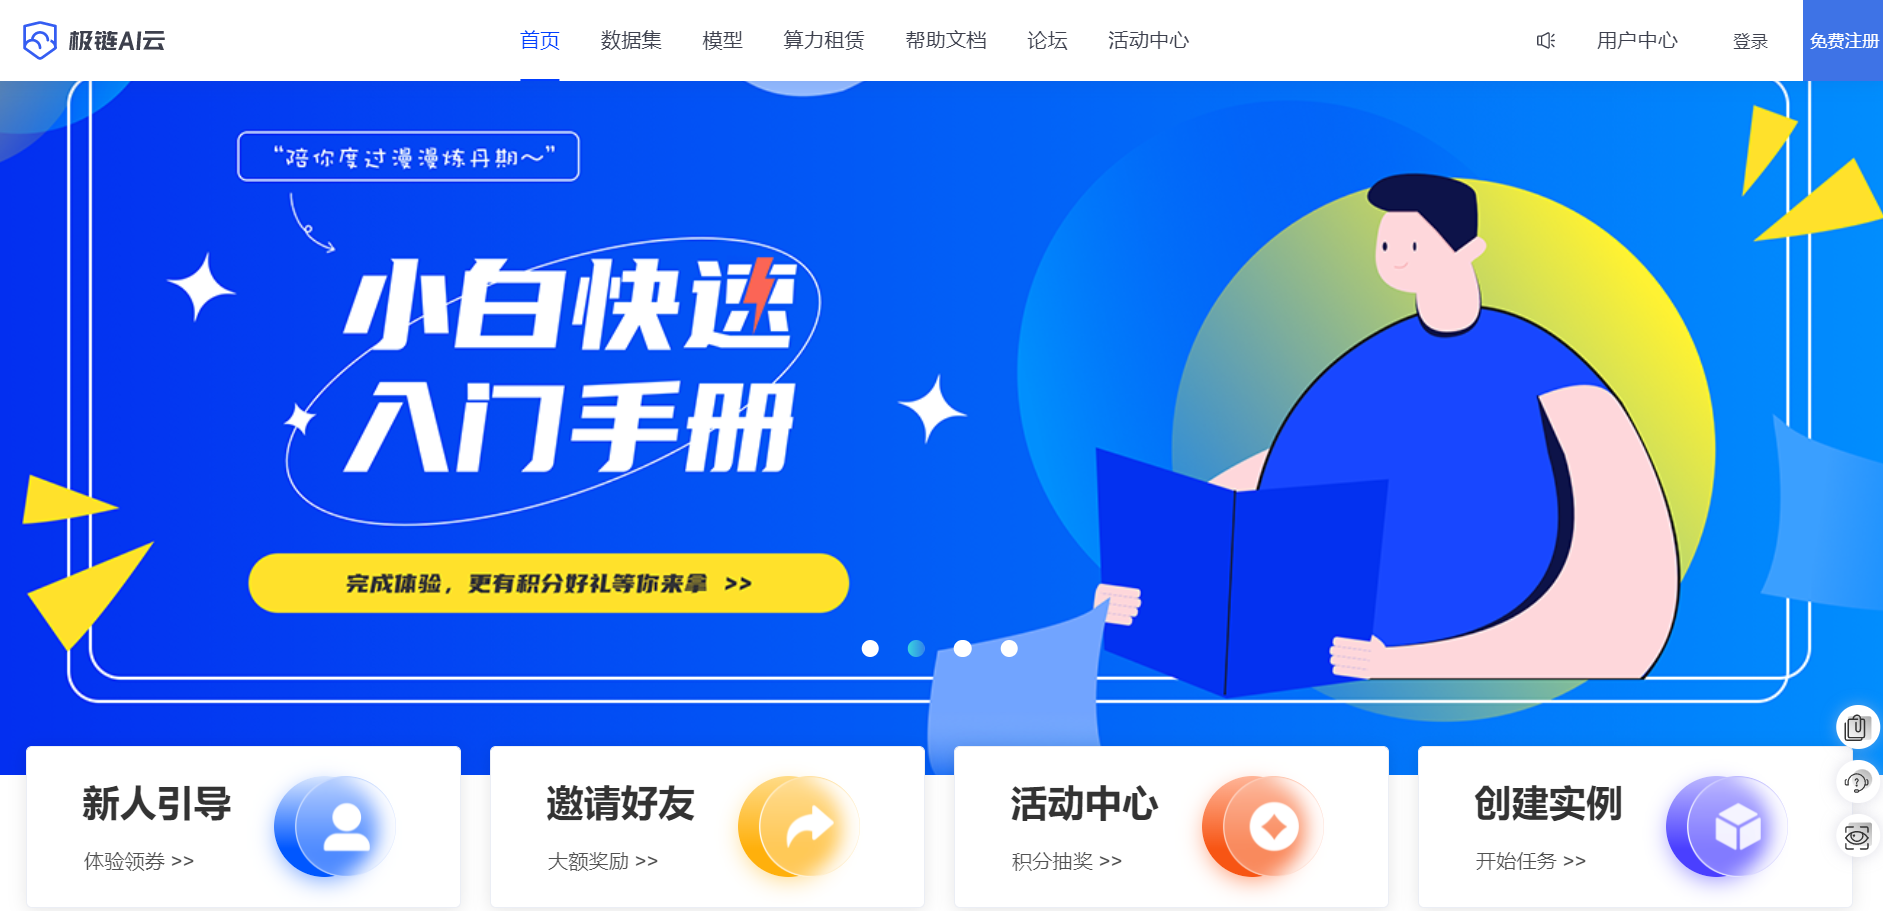 极链AI云
首页 数据集 模型 算力租赁 帮助文档 论坛 活动中心 用户中心 登录 免费注册
“陪你度过漫漫炼丹期～”
小白快速
入门手册
完成体验，更有积分好礼等你来拿 >>
新人引导
体验领券 >>
邀请好友
大额奖励 >>
活动中心
积分抽奖 >>
创建实例
开始任务 >>